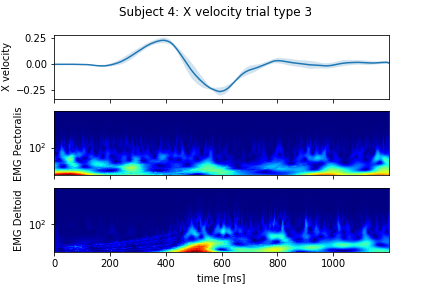 Subject 4: X velocity trial type 3
X velocity
0.25
0.00
−0.25
EMG Pectoralis
10²
EMG Deltoid
10²
0 200 400 600 800 1000
time [ms]